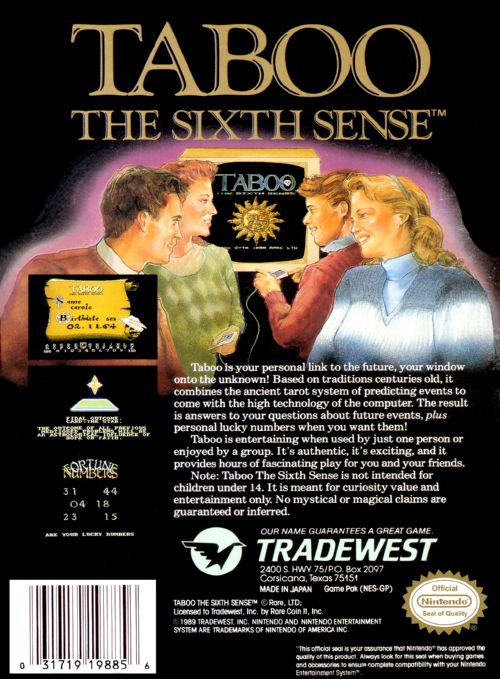 TABOO
THE SIXTH SENSE™
TABOO
THE SIXTH SENSE
TABOO
Name
carole
Birthdate sex
02.11.64
Taboo is your personal link to the future, your window
onto the unknown! Based on traditions centuries old, it
combines the ancient tarot system of predicting events to
come with the high technology of the computer. The result
is answers to your questions about future events, plus
personal lucky numbers when you want them!
Taboo is entertaining when used by just one person or
enjoyed by a group. It's authentic, it's exciting, and it
provides hours of fascinating play for you and your friends.
Note: Taboo The Sixth Sense is not intended for
children under 14. It is meant for curiosity value and
entertainment only. No mystical or magical claims are
guaranteed or inferred.
FINAL OUTCOME
FORTUNE
NUMBERS
31 44
04 18
23 15
ARE YOUR LUCKY NUMBERS
OUR NAME GUARANTEES A GREAT GAME.
TRADEWEST
2400 S. HWY 75/P.O. Box 2097
Corsicana, Texas 75151
MADE IN JAPAN Game Pak (NES-GP)
TABOO THE SIXTH SENSE™ © Rare, LTD;
Licensed to Tradewest, Inc. by Rare Coin It, Inc.
© 1989 TRADEWEST, INC. NINTENDO AND NINTENDO ENTERTAINMENT
SYSTEM ARE TRADEMARKS OF NINTENDO OF AMERICA INC
Official
Nintendo
Seal of Quality
"This official seal is your assurance that Nintendo® has approved the
quality of this product. Always look for this seal when buying games
and accessories to ensure complete compatibility with your Nintendo
Entertainment System".
0 31719 19885 6